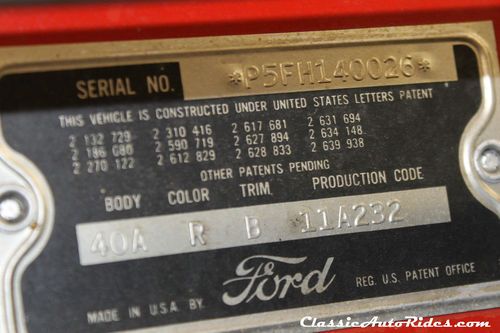 SERIAL NO. *P5FH140026*
THIS VEHICLE IS CONSTRUCTED UNDER UNITED STATES LETTERS PATENT
2 132 729 2 310 416 2 617 681 2 631 694
2 186 080 2 590 719 2 627 894 2 634 148
2 270 122 2 612 829 2 628 833 2 639 938
OTHER PATENTS PENDING
BODY COLOR TRIM. PRODUCTION CODE
40A R B 11A232
MADE IN U.S.A. BY. Ford REG. U.S. PATENT OFFICE
ClassicAutoRides.com